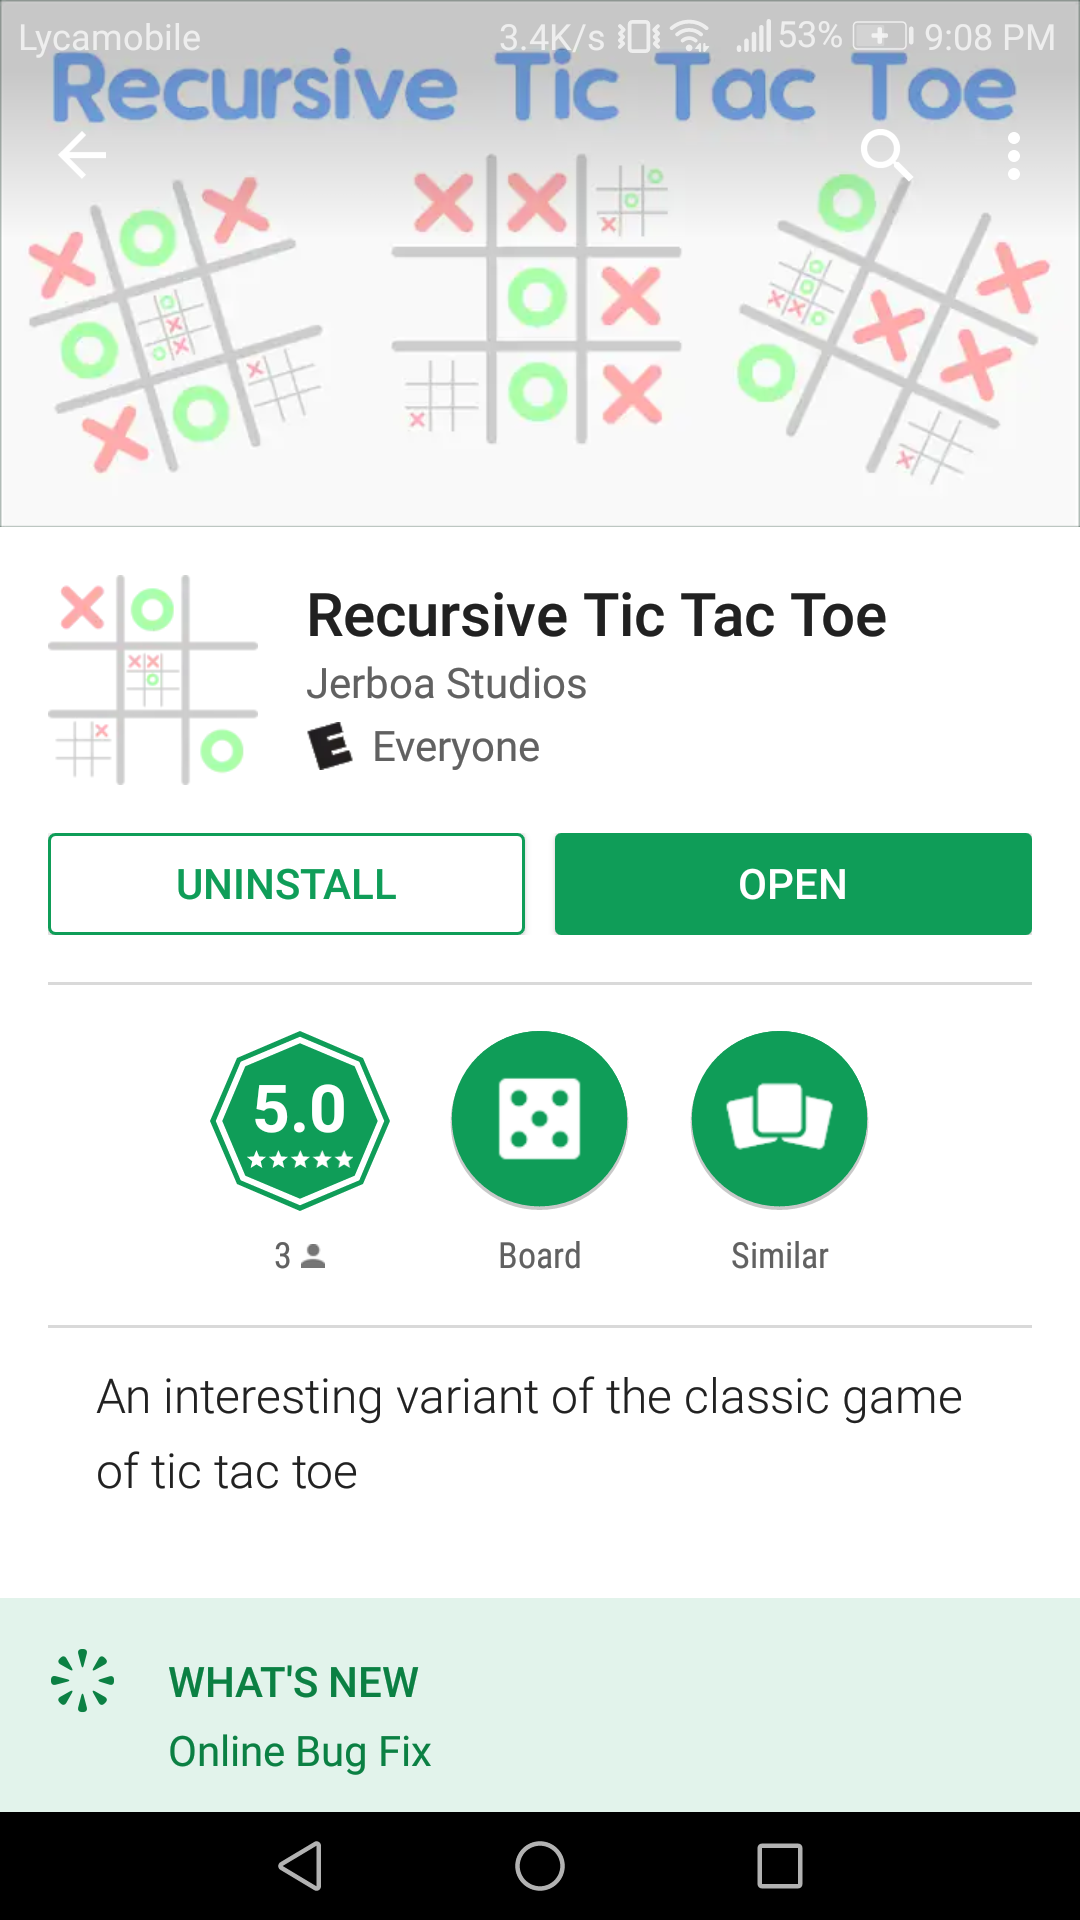 Lycamobile 3.4K/s 53% 9:08 PM
Recursive Tic Tac Toe
Recursive Tic Tac Toe
Jerboa Studios
E Everyone
UNINSTALL OPEN
5.0
3 Board Similar
An interesting variant of the classic game
of tic tac toe
WHAT'S NEW
Online Bug Fix